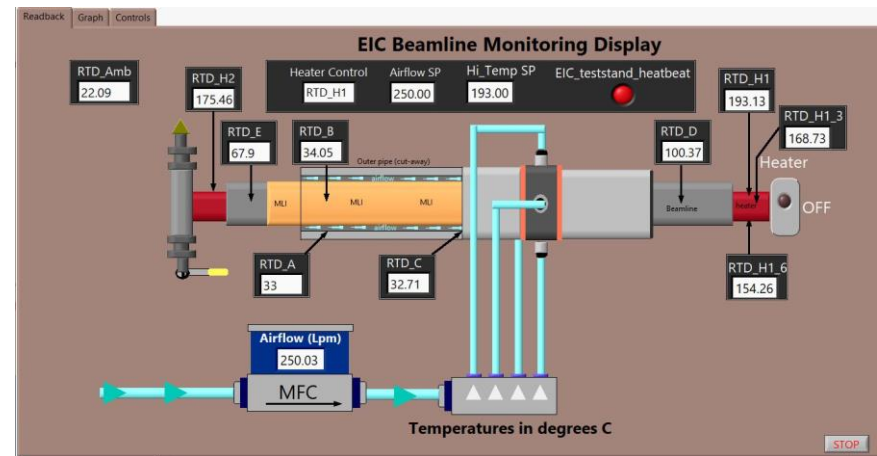 Readback Graph Controls
EIC Beamline Monitoring Display
RTD_Amb
22.09
RTD_H2
175.46
Heater Control
RTD_H1
Airflow SP
250.00
Hi_Temp SP
193.00
EIC_teststand_heatbeat
RTD_H1
193.13
RTD_H1_3
168.73
RTD_E
67.9
RTD_B
34.05
RTD_D
100.37
Heater
OFF
Outer pipe (cut-away)
airflow
MLI MLI MLI
airflow
Beamline
heater
RTD_A
33
RTD_C
32.71
RTD_H1_6
154.26
Airflow (Lpm)
250.03
MFC
Temperatures in degrees C
STOP